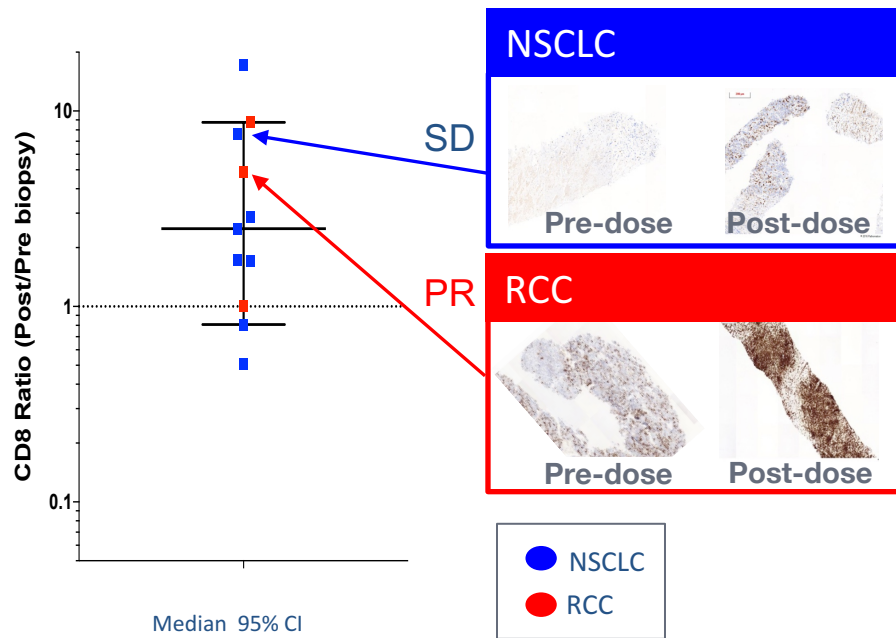 NSCLC
10
SD
Pre-dose
Post-dose
CD8 Ratio (Post/Pre biopsy)
1
PR
RCC
Pre-dose
Post-dose
0.1
NSCLC
RCC
Median 95% CI